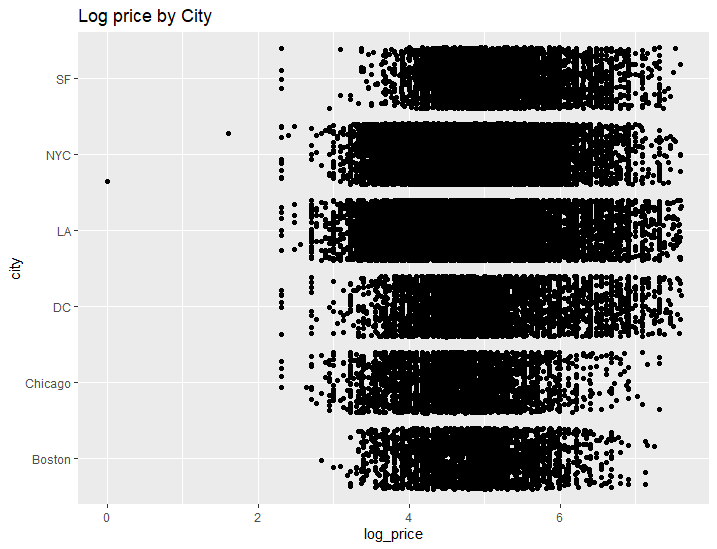 Log price by City
SF
NYC
LA
DC
Chicago
Boston
city
0 2 4 6
log_price